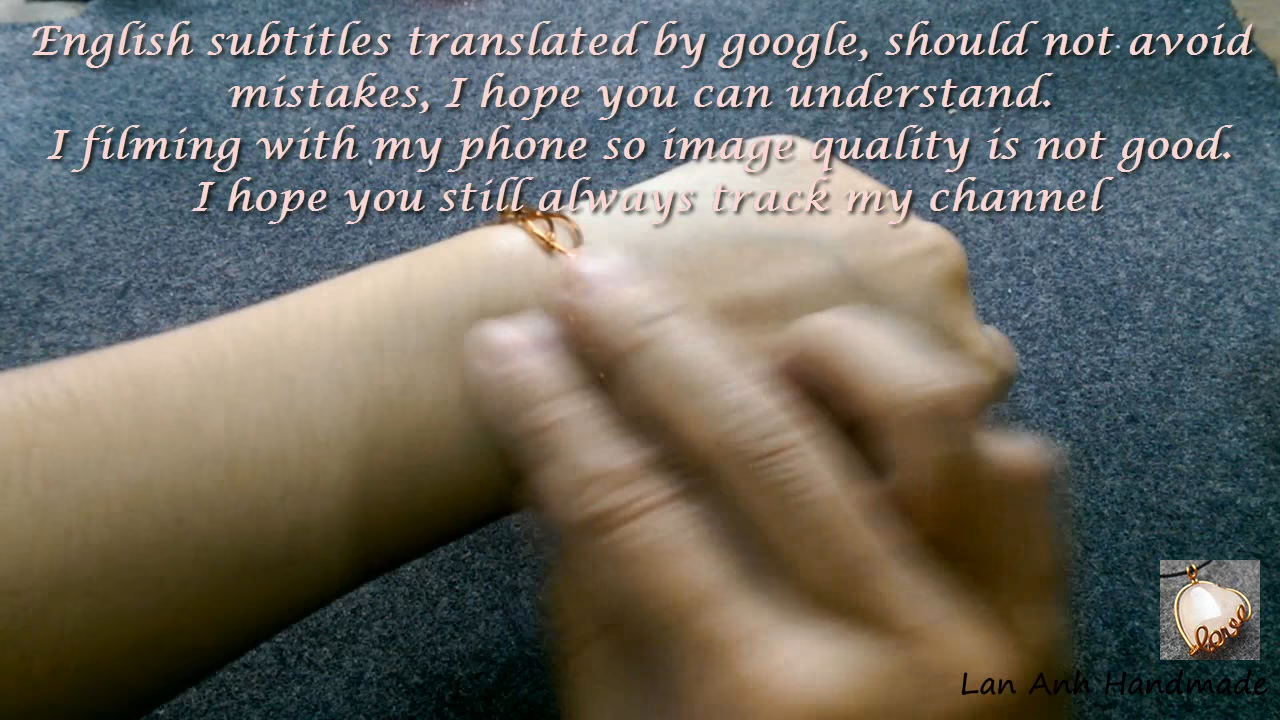 English subtitles translated by google, should not avoid
mistakes, I hope you can understand.
I filming with my phone so image quality is not good.
I hope you still always track my channel
love
Lan Anh Handmade